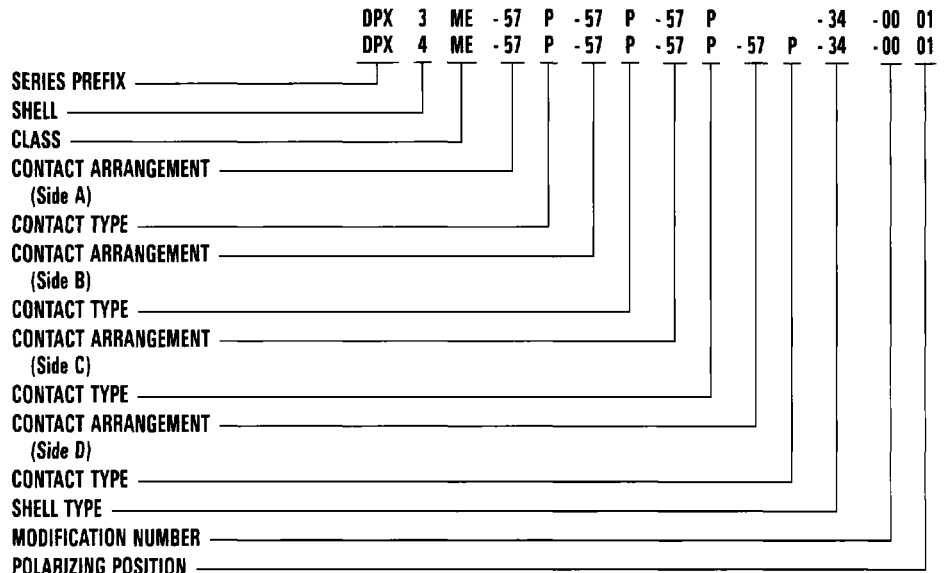 DPX 3 ME - 57 P - 57 P - 57 P - 34 - 00 01
DPX 4 ME - 57 P - 57 P - 57 P - 57 P - 34 - 00 01
SERIES PREFIX
SHELL
CLASS
CONTACT ARRANGEMENT
(Side A)
CONTACT TYPE
CONTACT ARRANGEMENT
(Side B)
CONTACT TYPE
CONTACT ARRANGEMENT
(Side C)
CONTACT TYPE
CONTACT ARRANGEMENT
(Side D)
CONTACT TYPE
SHELL TYPE
MODIFICATION NUMBER
POLARIZING POSITION